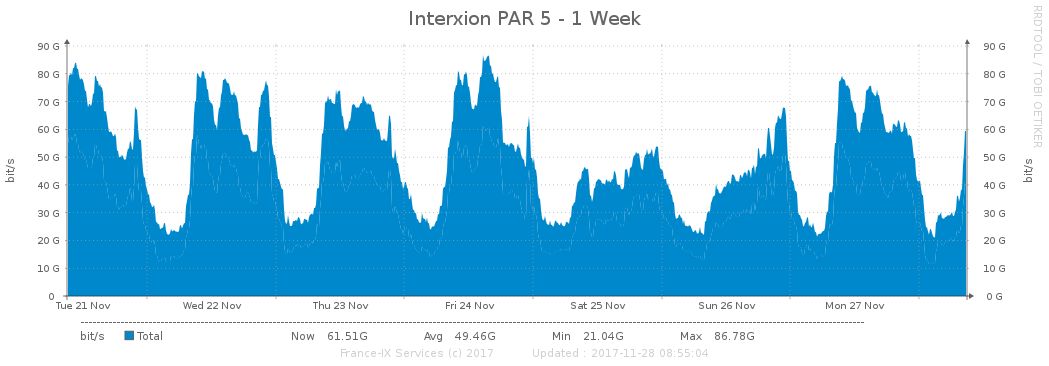 Interxion PAR 5 - 1 Week
RRDTOOL / TOBI OETIKER
bit/s
90 G
80 G
70 G
60 G
50 G
40 G
30 G
20 G
10 G
0
90 G
80 G
70 G
60 G
50 G
40 G
30 G
20 G
10 G
0 G
bit/s
Tue 21 Nov Wed 22 Nov Thu 23 Nov Fri 24 Nov Sat 25 Nov Sun 26 Nov Mon 27 Nov
bit/s Total Now 61.51G Avg 49.46G Min 21.04G Max 86.78G
France-IX Services (c) 2017 Updated : 2017-11-28 08:55:04